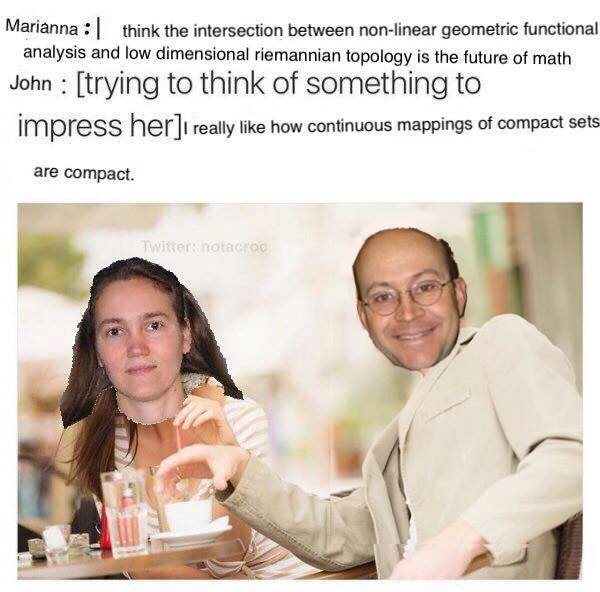 Marianna : | think the intersection between non-linear geometric functional
analysis and low dimensional riemannian topology is the future of math
John : [trying to think of something to
impress her]I really like how continuous mappings of compact sets
are compact.
Twitter: notacroc